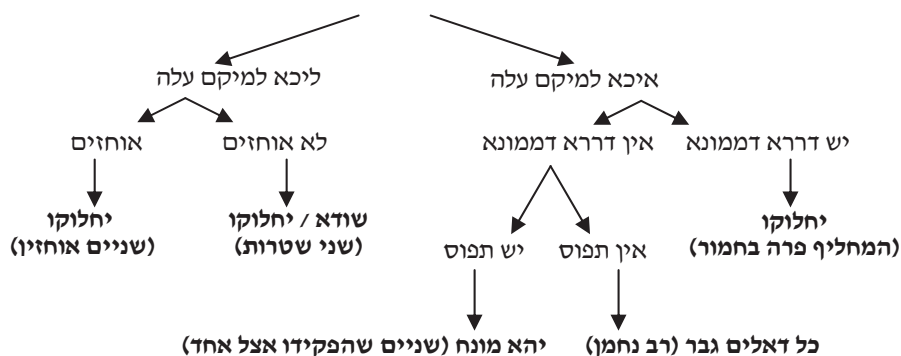 איכא למיקם עלה
ליכא למיקם עלה
יש דררא דממונא
אין דררא דממונא
לא אוחזים
אוחזים
יחלוקו
(המחליף פרה בחמור)
שודא / יחלוקו
(שני שטרות)
יחלוקו
(שניים אוחזין)
אין תפוס
יש תפוס
כל דאלים גבר (רב נחמן)
יהא מונח (שניים שהפקידו אצל אחד)